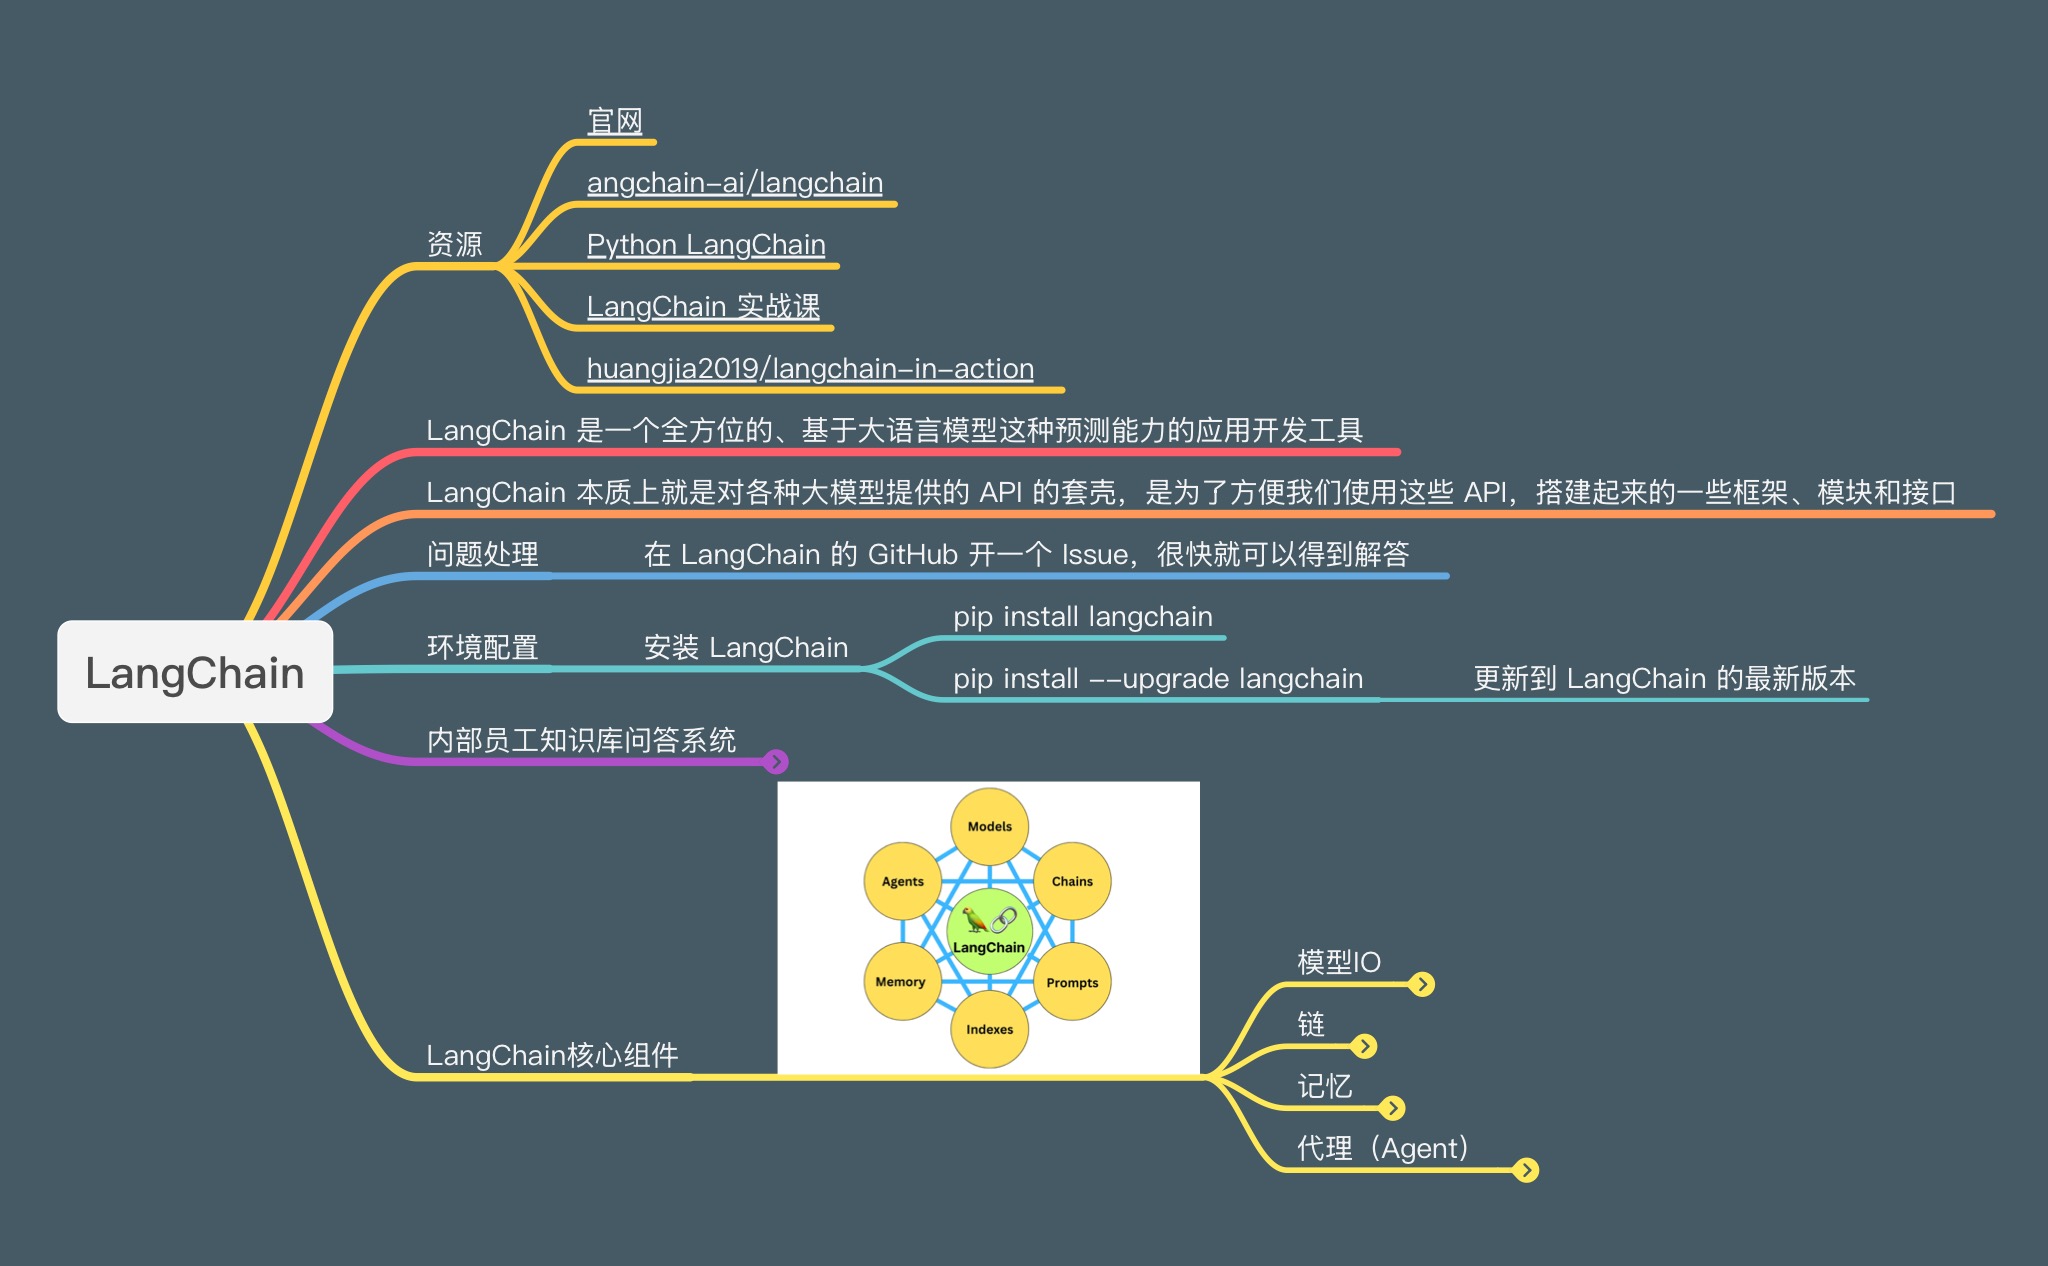 官网
angchain-ai/langchain
Python LangChain
LangChain 实战课
huangjia2019/langchain-in-action
资源
LangChain 是一个全方位的、基于大语言模型这种预测能力的应用开发工具
LangChain 本质上就是对各种大模型提供的 API 的套壳，是为了方便我们使用这些 API，搭建起来的一些框架、模块和接口
问题处理
在 LangChain 的 GitHub 开一个 Issue，很快就可以得到解答
LangChain
环境配置
安装 LangChain
pip install langchain
pip install --upgrade langchain
更新到 LangChain 的最新版本
内部员工知识库问答系统
LangChain核心组件
Models
Agents
Chains
LangChain
Memory
Prompts
Indexes
模型IO
链
记忆
代理（Agent）